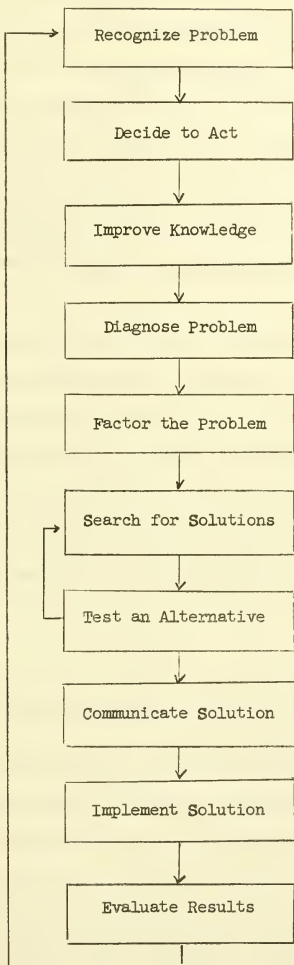 Recognize Problem
Decide to Act
Improve Knowledge
Diagnose Problem
Factor the Problem
Search for Solutions
Test an Alternative
Communicate Solution
Implement Solution
Evaluate Results